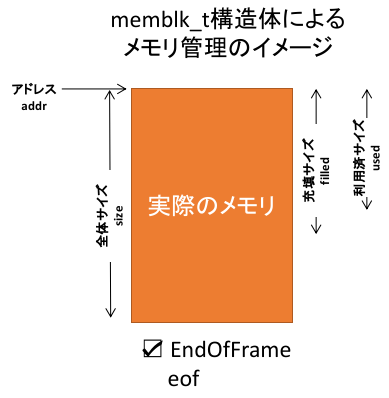 memblk_t構造体による
メモリ管理のイメージ
アドレス
addr
全体サイズ
size
実際のメモリ
充填サイズ
filled
利用済サイズ
used
EndOfFrame
eof